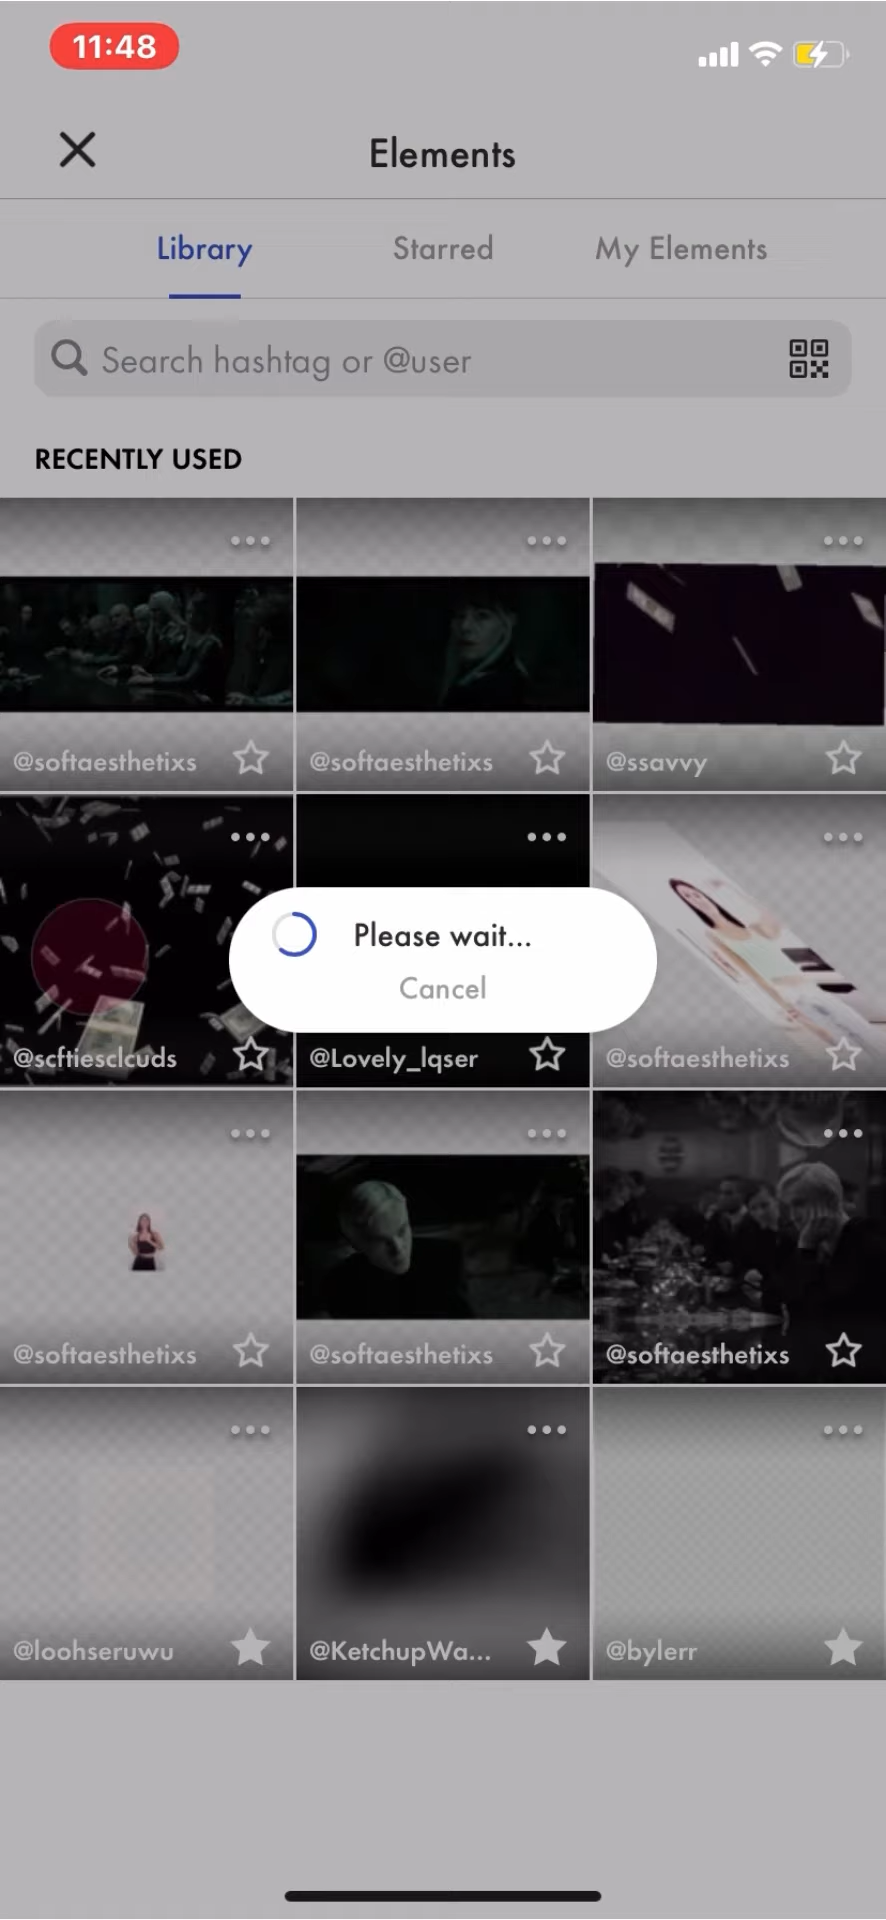 11:48
Elements
Library Starred My Elements
Search hashtag or @user
RECENTLY USED
@softaesthetixs @softaesthetixs @ssavvy
Please wait...
Cancel
@scftiesclcuds @Lovely_lqser @softaesthetixs
@softaesthetixs @softaesthetixs @softaesthetixs
@loohseruwu @KetchupWa... @bylerr